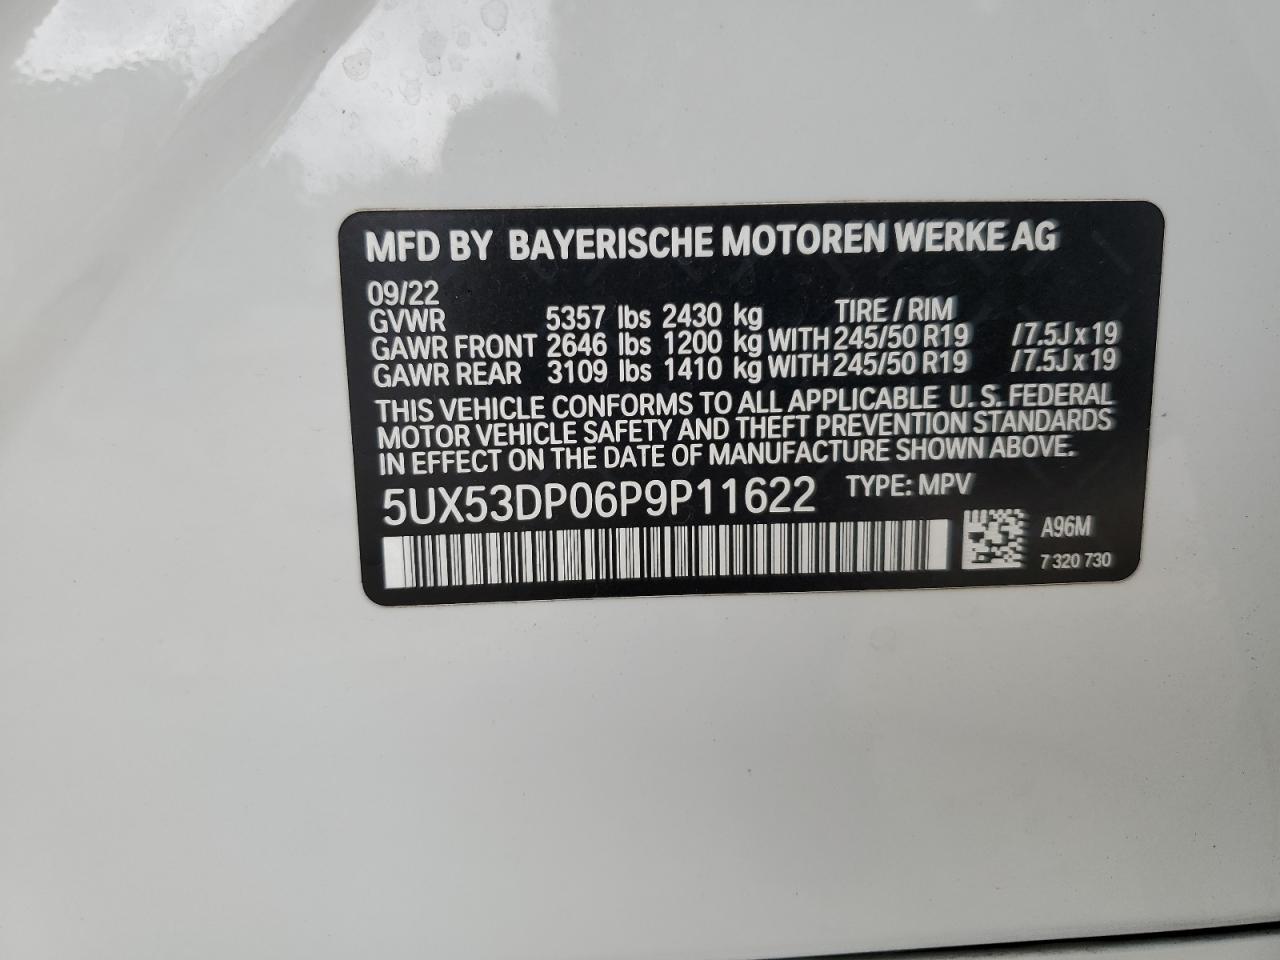 MFD BY BAYERISCHE MOTOREN WERKE AG
09/22
GVWR 5357 lbs 2430 kg TIRE / RIM
GAWR FRONT 2646 lbs 1200 kg WITH 245/50 R19 /7.5J x 19
GAWR REAR 3109 lbs 1410 kg WITH 245/50 R19 /7.5J x 19
THIS VEHICLE CONFORMS TO ALL APPLICABLE U. S. FEDERAL
MOTOR VEHICLE SAFETY AND THEFT PREVENTION STANDARDS
IN EFFECT ON THE DATE OF MANUFACTURE SHOWN ABOVE.
5UX53DP06P9P11622 TYPE: MPV
A96M
7 320 730